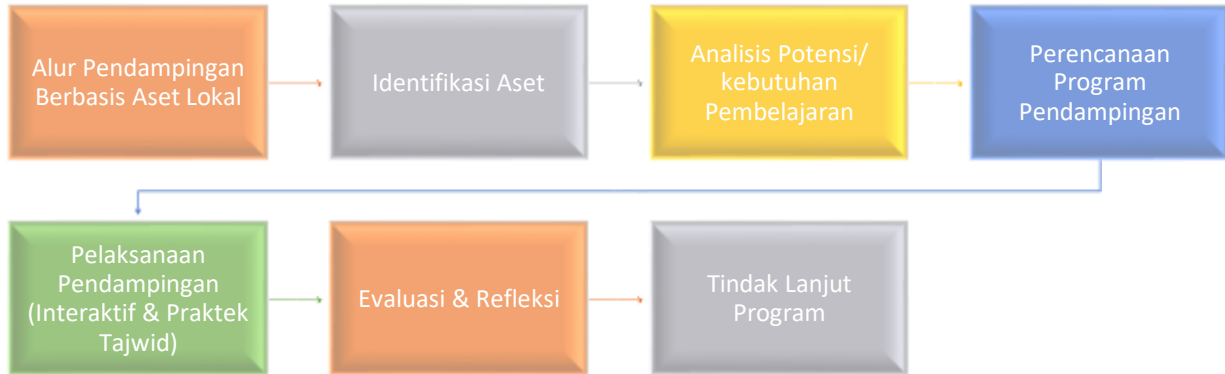 Alur Pendampingan
Berbasis Aset Lokal
Identifikasi Aset
Analisis Potensi/
kebutuhan
Pembelajaran
Perencanaan
Program
Pendampingan
Pelaksanaan
Pendampingan
(Interaktif & Praktek
Tajwid)
Evaluasi & Refleksi
Tindak Lanjut
Program